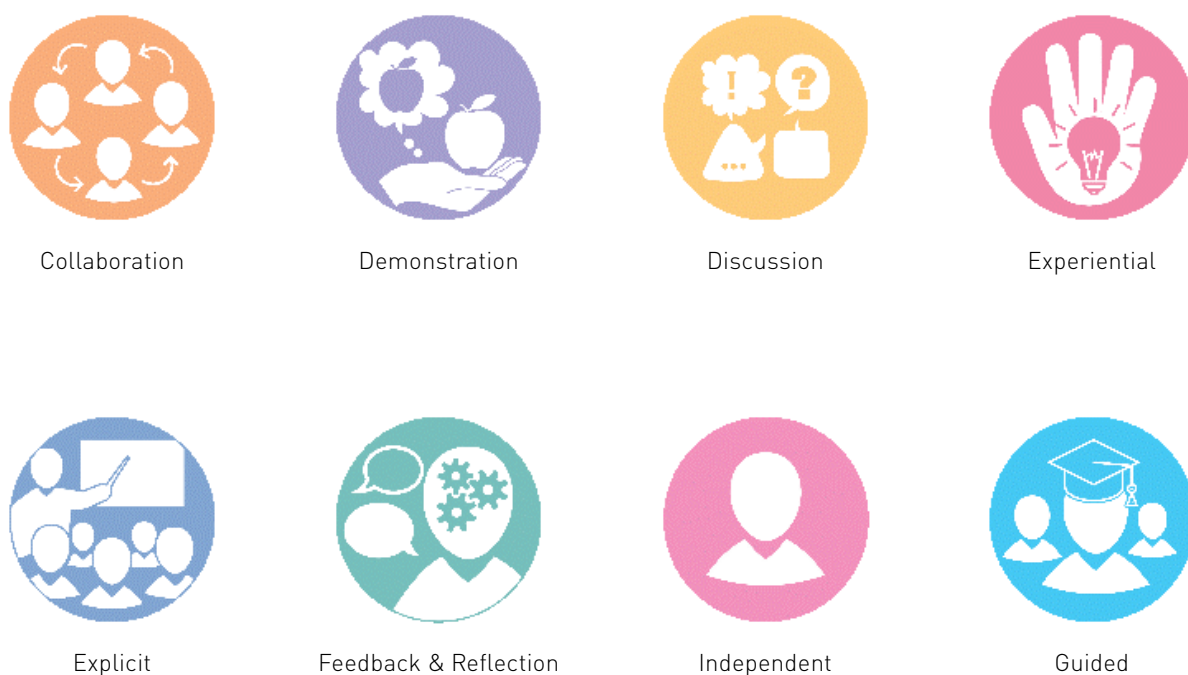 Collaboration
Demonstration
Discussion
Experiential
Explicit
Feedback & Reflection
Independent
Guided